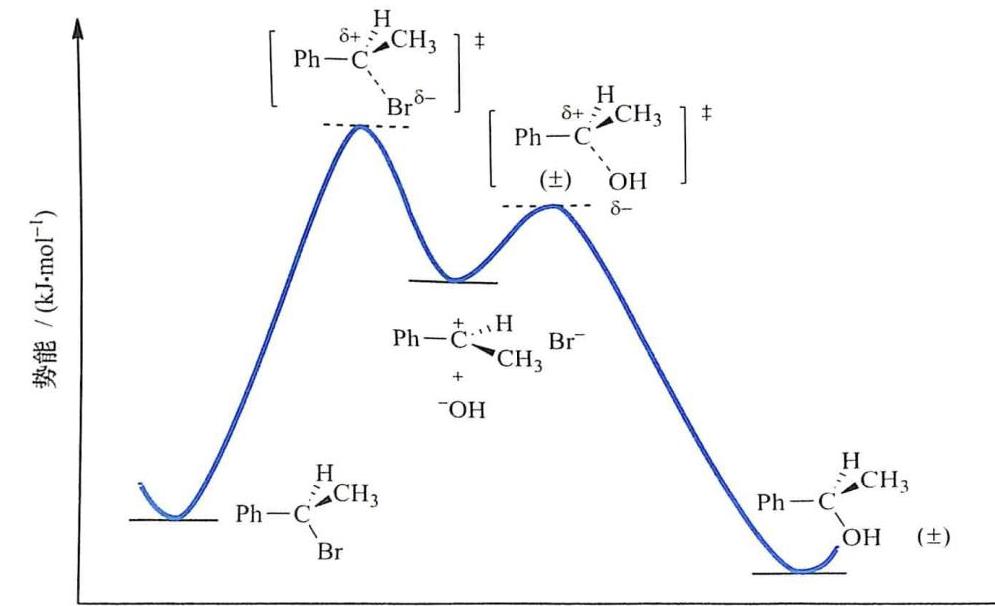 势能 / (kJ·mol⁻¹)
[ Ph—C δ+ H CH₃ Br δ− ] ‡
[ Ph—C δ+ H CH₃ OH δ− (±) ] ‡
Ph—C + H CH₃ Br⁻
+
⁻OH
Ph—C H CH₃ Br
Ph—C H CH₃ OH (±)